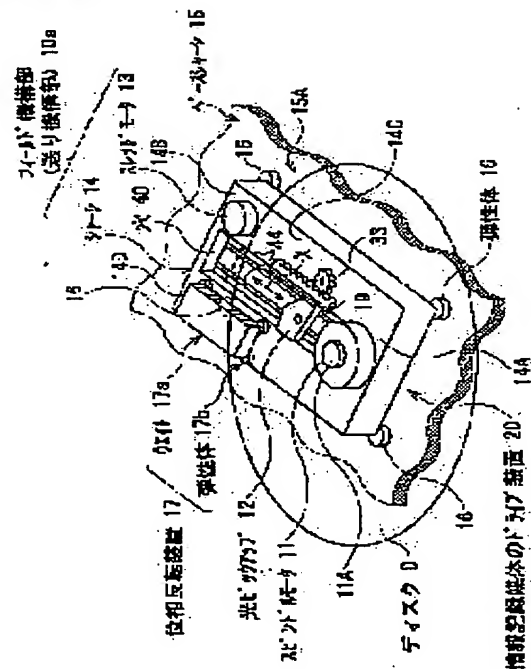 フィールド機構部
(送り機構部) 10a
ベースシャーシ 15
スレッドモータ 13
シャーシ 14
穴 40
14B
16
15A
14C
18
44
33
19
ウエイト 17a
位相反転装置 17
弾性体 17b
光ピックアップ 12
スピンドルモータ 11
11A
ディスク D
16
14A
弾性体 16
情報記録媒体のドライブ装置 20